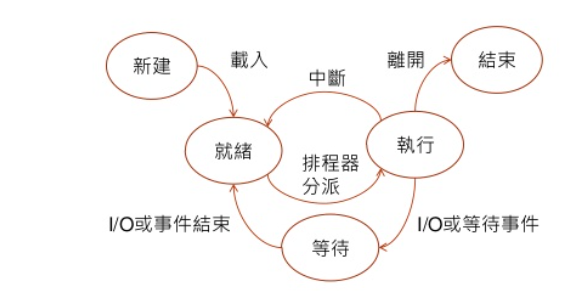 新建
載入
中斷
離開
結束
就緒
排程器
分派
執行
I/O或事件結束
等待
I/O或等待事件